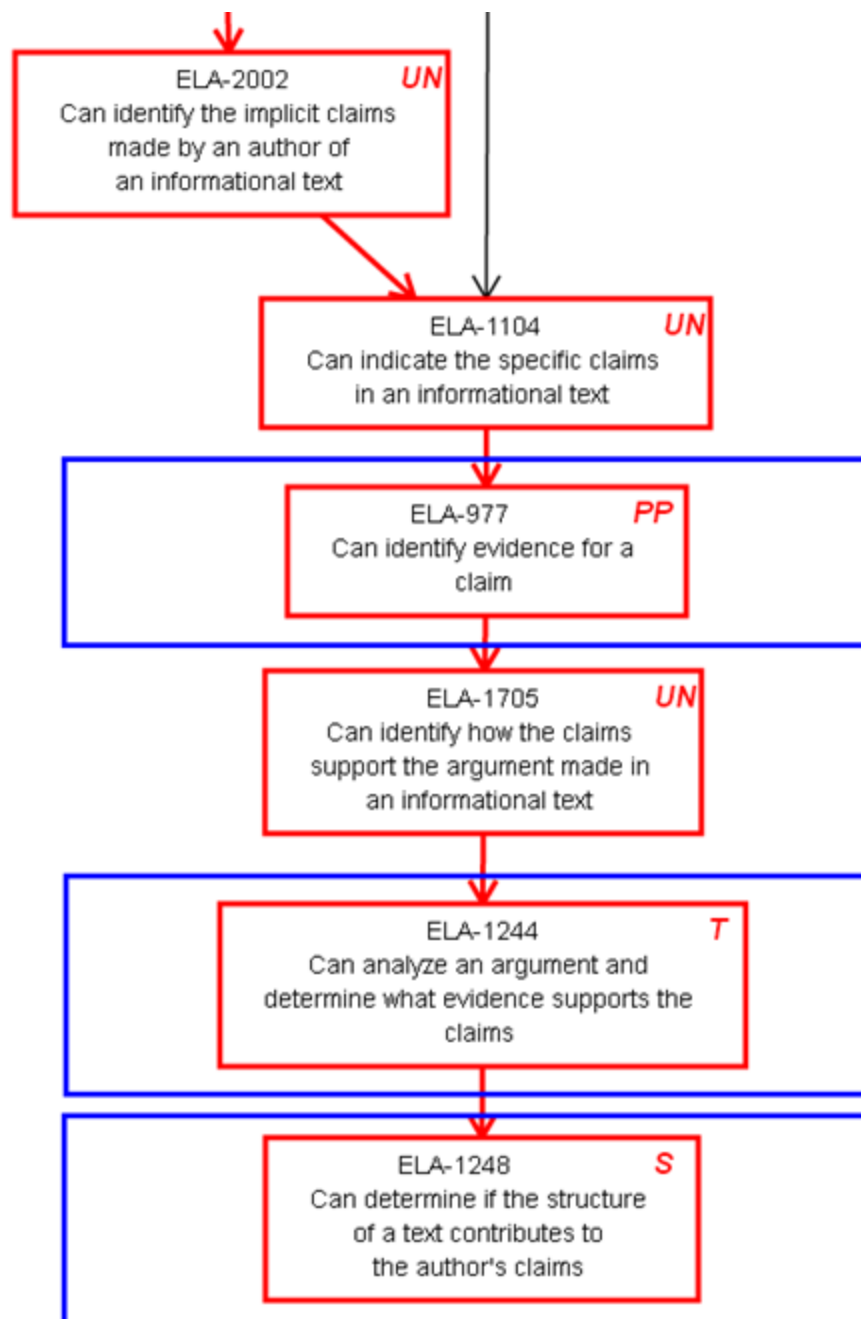 ELA-2002 UN
Can identify the implicit claims
made by an author of
an informational text
ELA-1104 UN
Can indicate the specific claims
in an informational text
ELA-977 PP
Can identify evidence for a
claim
ELA-1705 UN
Can identify how the claims
support the argument made in
an informational text
ELA-1244 T
Can analyze an argument and
determine what evidence supports the
claims
ELA-1248 S
Can determine if the structure
of a text contributes to
the author's claims